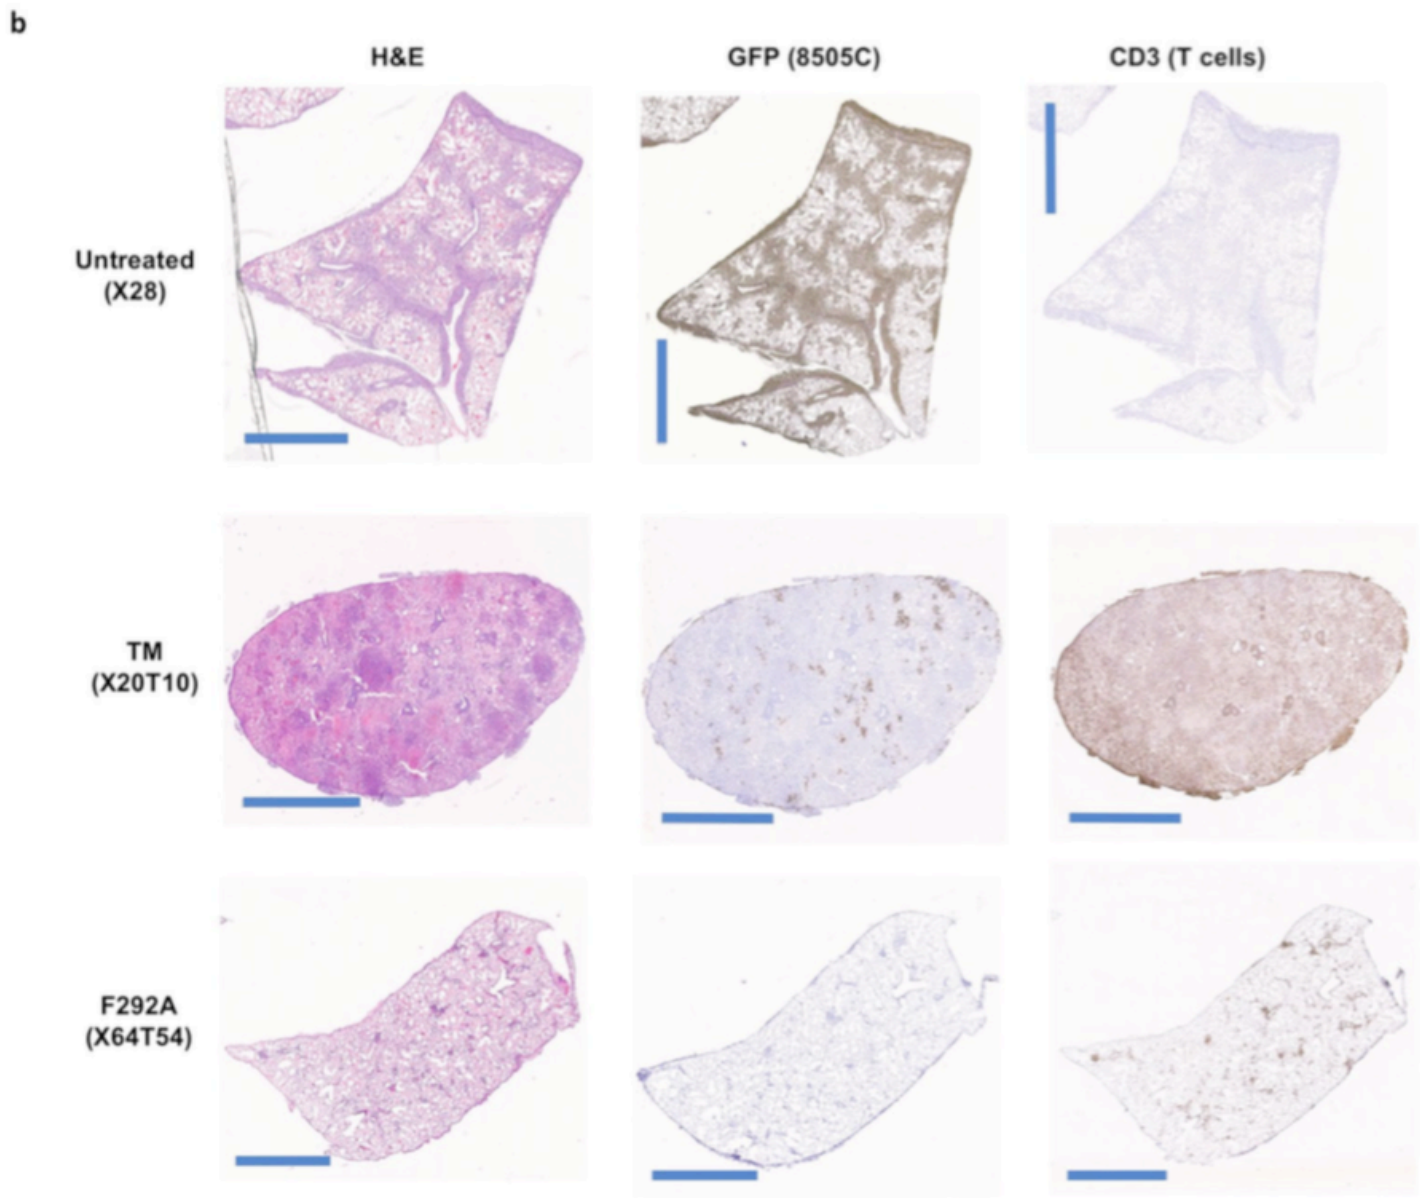 b
H&E
GFP (8505C)
CD3 (T cells)
Untreated
(X28)
TM
(X20T10)
F292A
(X64T54)